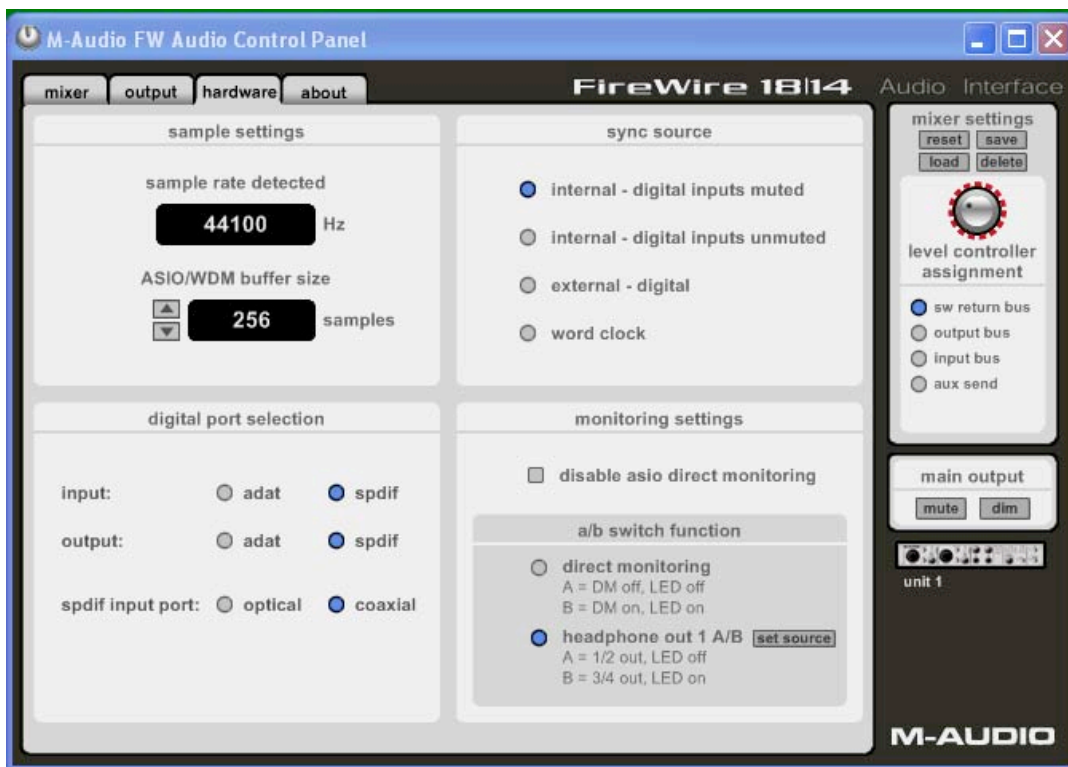 M-Audio FW Audio Control Panel
mixer output hardware about
FireWire 18|14 Audio Interface
sample settings
sample rate detected
44100 Hz
ASIO/WDM buffer size
256 samples
sync source
internal - digital inputs muted
internal - digital inputs unmuted
external - digital
word clock
digital port selection
input: adat spdif
output: adat spdif
spdif input port: optical coaxial
monitoring settings
disable asio direct monitoring
a/b switch function
direct monitoring
A = DM off, LED off
B = DM on, LED on
headphone out 1 A/B set source
A = 1/2 out, LED off
B = 3/4 out, LED on
mixer settings
reset save
load delete
level controller
assignment
sw return bus
output bus
input bus
aux send
main output
mute dim
unit 1
M-AUDIO